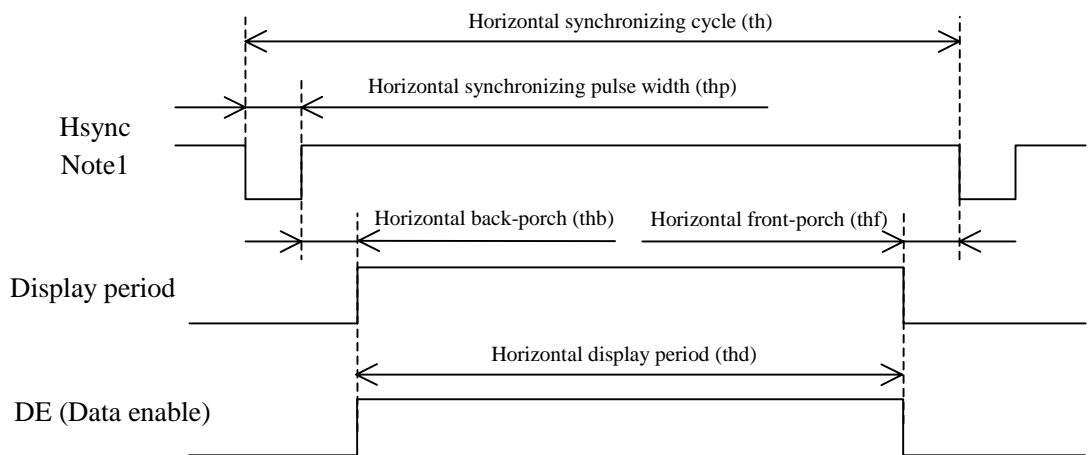 Horizontal synchronizing cycle (th)
Horizontal synchronizing pulse width (thp)
Hsync
Note1
Horizontal back-porch (thb)
Horizontal front-porch (thf)
Display period
Horizontal display period (thd)
DE (Data enable)